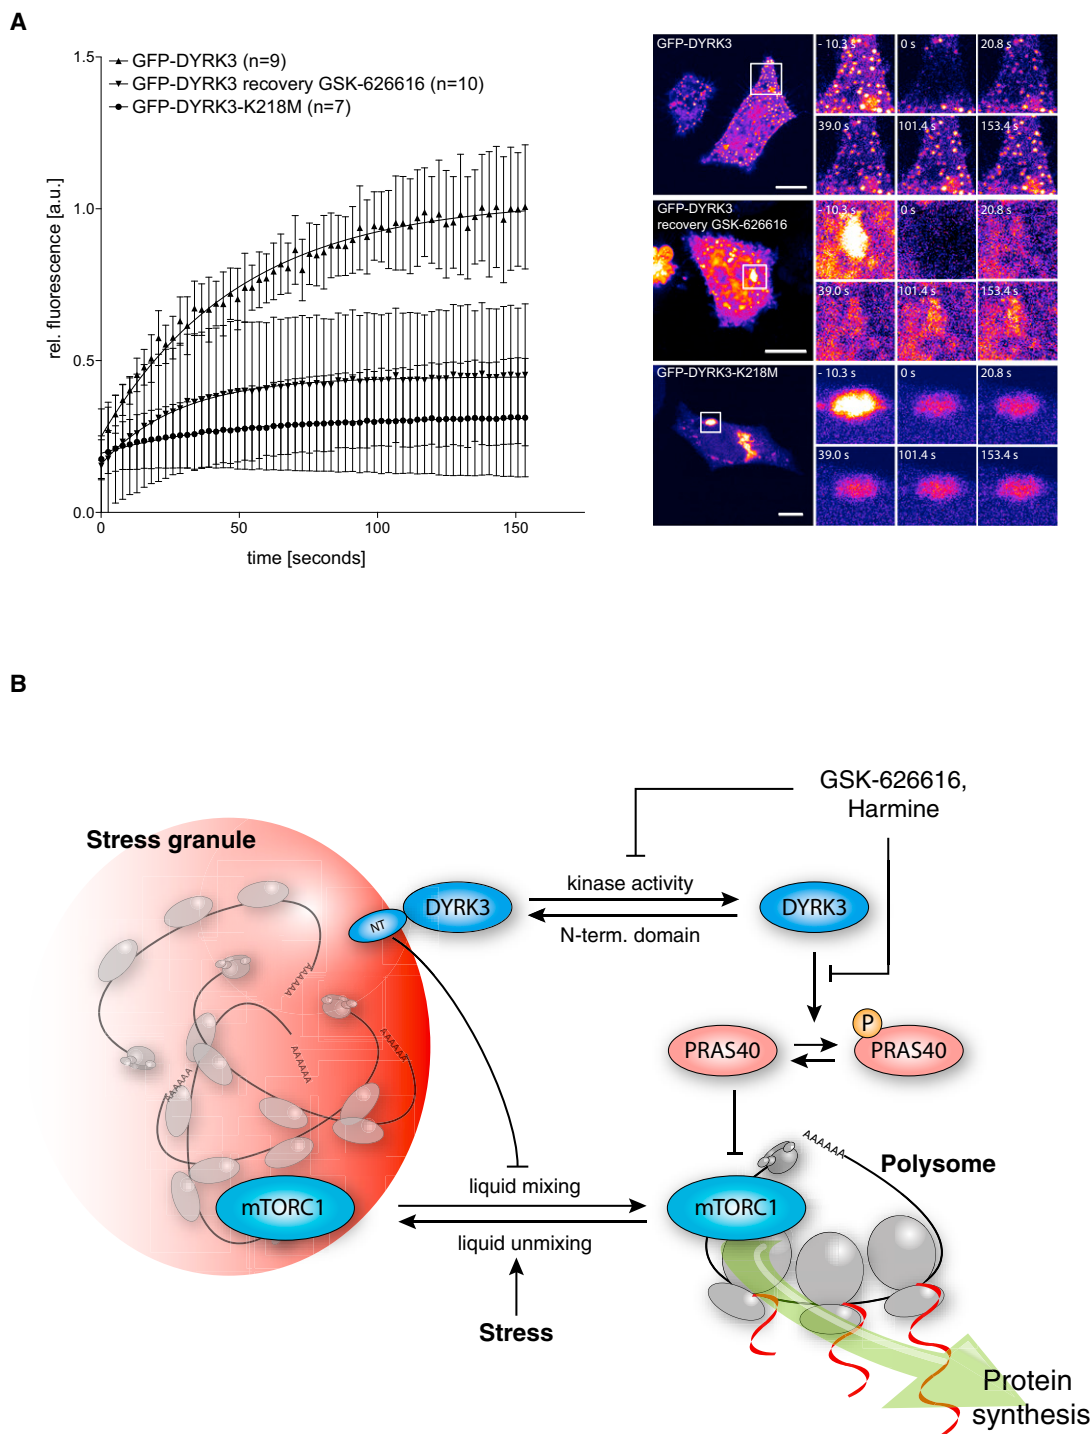 A
1.5
1.0
0.5
0.0
rel. fluorescence [a.u.]
GFP-DYRK3 (n=9)
GFP-DYRK3 recovery GSK-626616 (n=10)
GFP-DYRK3-K218M (n=7)
0
50
100
150
time [seconds]
GFP-DYRK3
- 10.3 s
0 s
20.8 s
39.0 s
101.4 s
153.4 s
GFP-DYRK3
recovery GSK-626616
- 10.3 s
0 s
20.8 s
39.0 s
101.4 s
153.4 s
GFP-DYRK3-K218M
- 10.3 s
0 s
20.8 s
39.0 s
101.4 s
153.4 s
B
GSK-626616,
Harmine
Stress granule
NT
DYRK3
kinase activity
N-term. domain
DYRK3
AAAAAA
AAAAAA
AAAAAA
AAAAAA
PRAS40
P
PRAS40
AAAAAA
Polysome
mTORC1
liquid mixing
liquid unmixing
mTORC1
Stress
Protein
synthesis